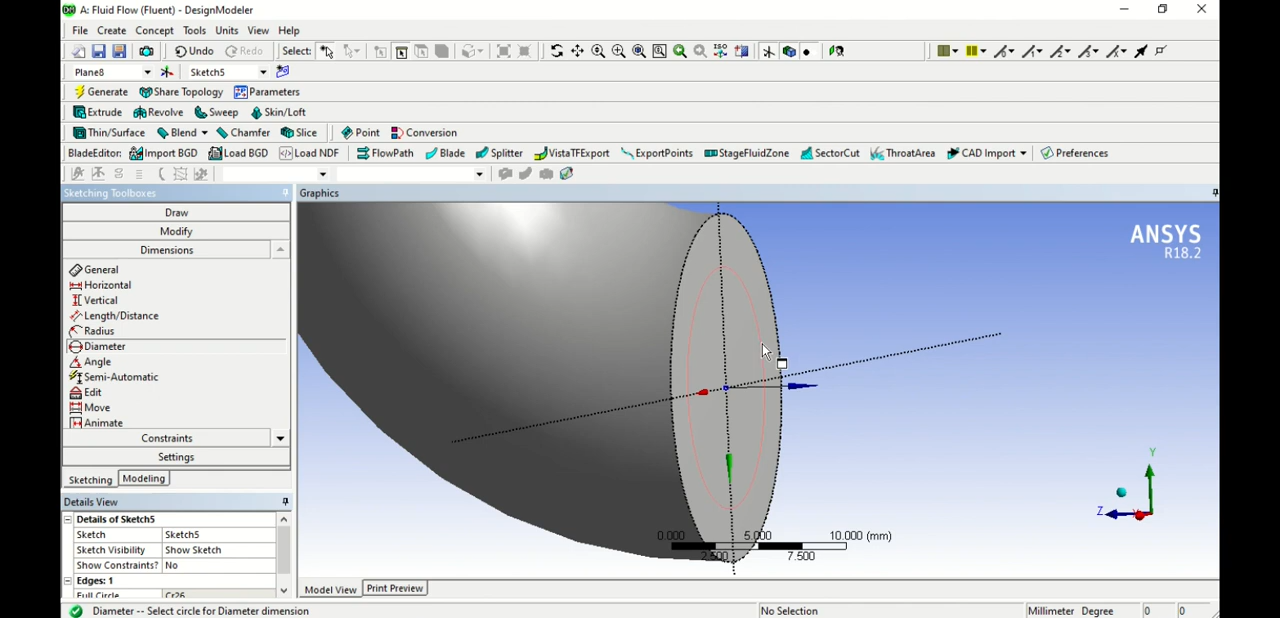 A: Fluid Flow (Fluent) - DesignModeler
File Create Concept Tools Units View Help
Undo Redo Select: ISO
Plane8 Sketch5
Generate Share Topology Parameters
Extrude Revolve Sweep Skin/Loft
Thin/Surface Blend Chamfer Slice Point Conversion
BladeEditor: Import BGD Load BGD Load NDF FlowPath Blade Splitter VistaTFExport ExportPoints StageFluidZone SectorCut ThroatArea CAD Import Preferences
Sketching Toolboxes
Draw
Modify
Dimensions
General
Horizontal
Vertical
Length/Distance
Radius
Diameter
Angle
Semi-Automatic
Edit
Move
Animate
Constraints
Settings
Sketching Modeling
Details View
Details of Sketch5
Sketch Sketch5
Sketch Visibility Show Sketch
Show Constraints? No
Edges: 1
Full Circle Cr26
Graphics
ANSYS
R18.2
Y
Z
0.000 5.000 10.000 (mm)
2.500 7.500
Model View Print Preview
Diameter -- Select circle for Diameter dimension No Selection Millimeter Degree 0 0